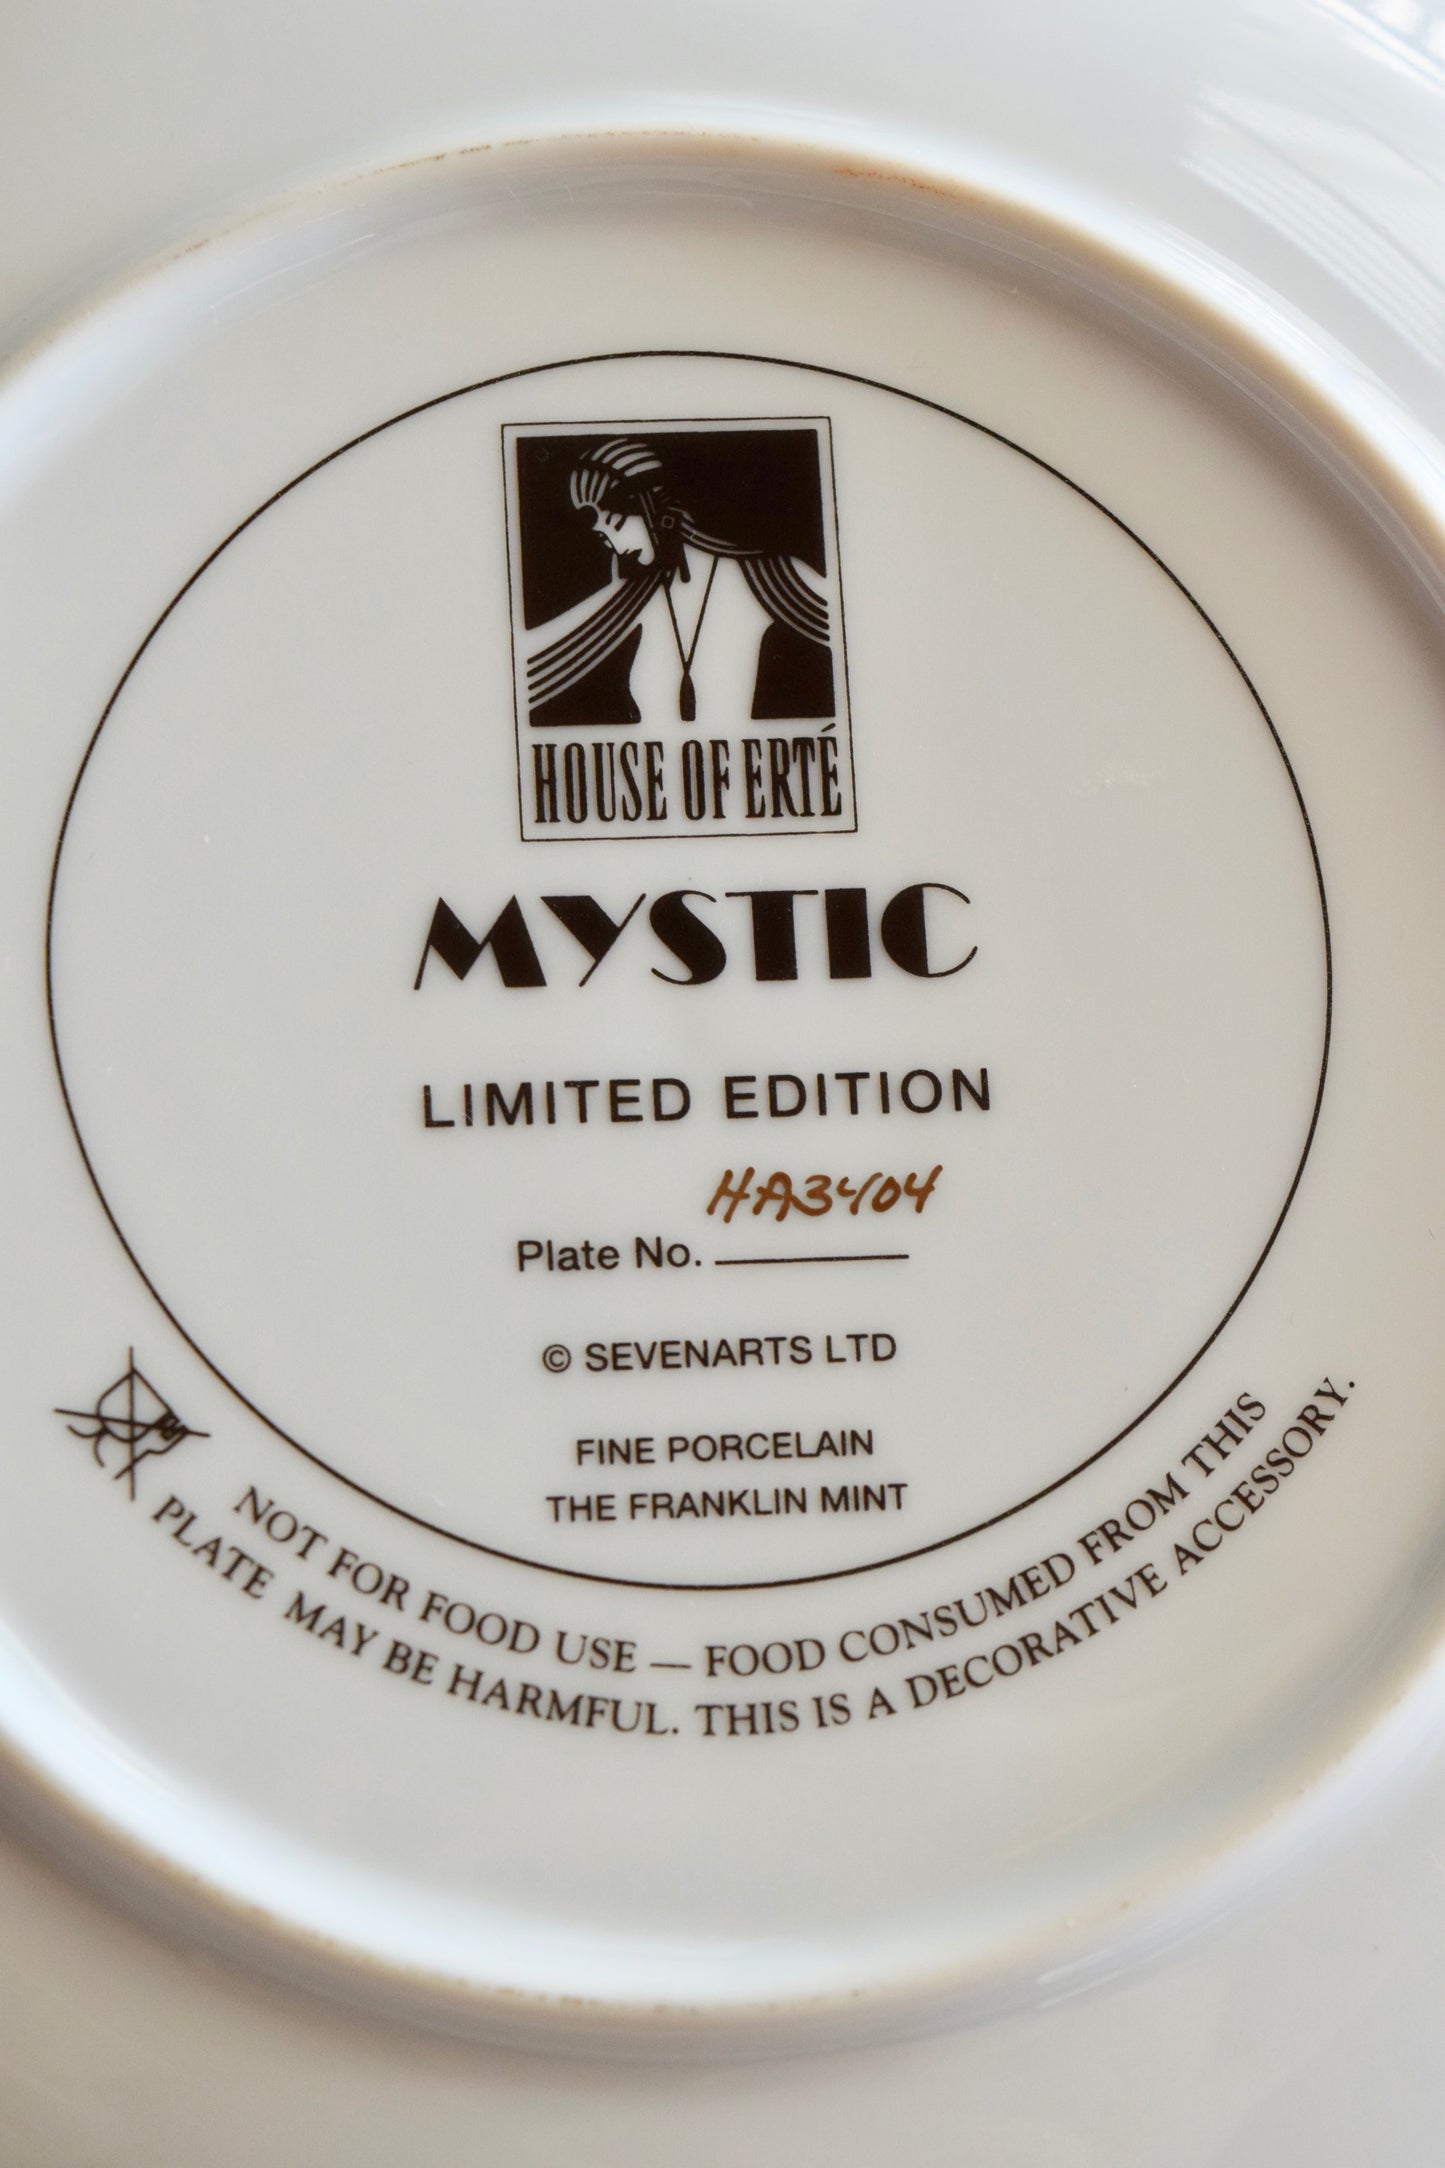 HOUSE OF ERTÉ
MYSTIC
LIMITED EDITION
HA3404
Plate No.
© SEVENARTS LTD
FINE PORCELAIN
THE FRANKLIN MINT
NOT FOR FOOD USE — FOOD CONSUMED FROM THIS
PLATE MAY BE HARMFUL. THIS IS A DECORATIVE ACCESSORY.